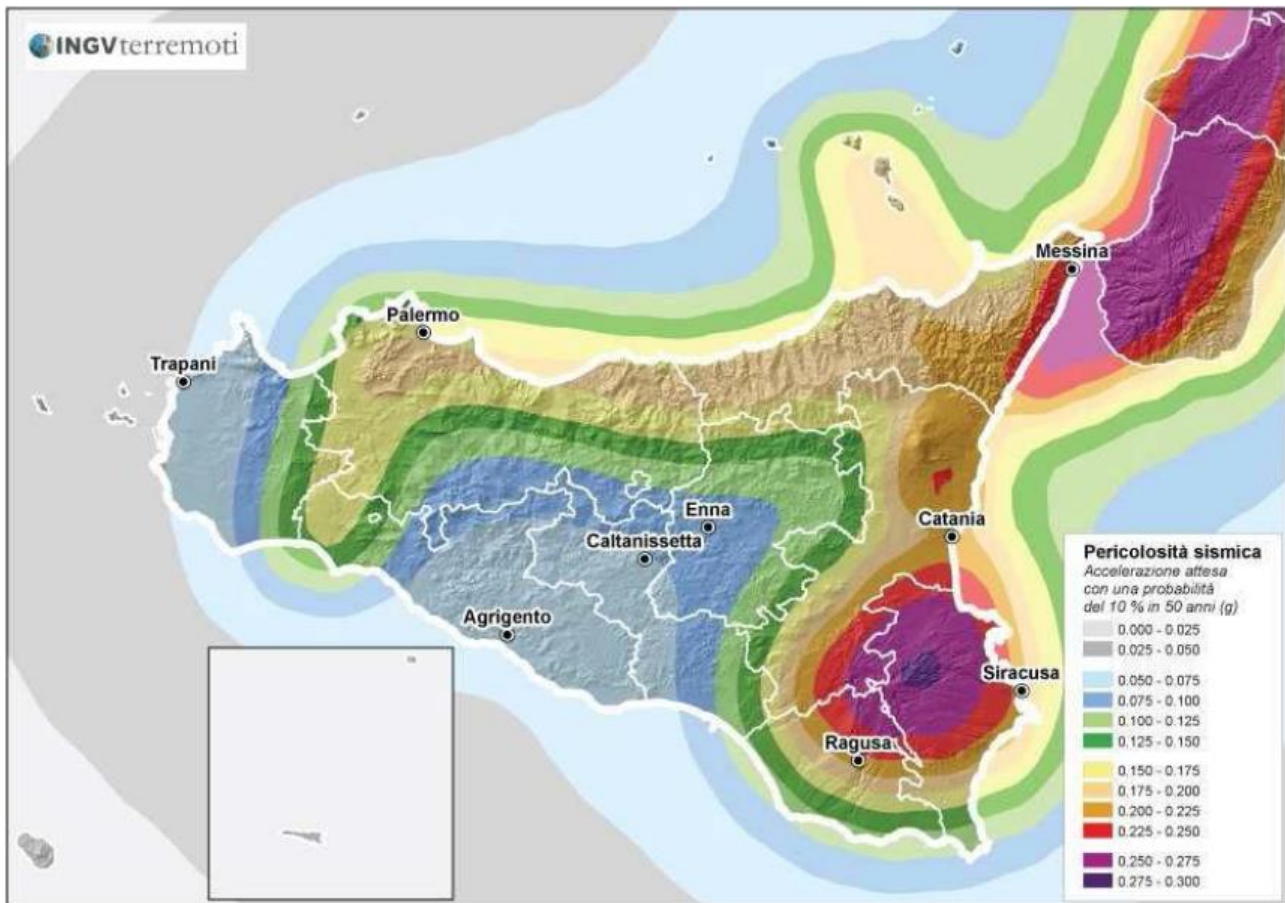 INGVterremoti
Messina
Palermo
Trapani
Enna
Catania
Caltanissetta
Agrigento
Siracusa
Ragusa
Pericolosità sismica
Accelerazione attesa
con una probabilità
del 10 % in 50 anni (g)
0.000 - 0.025
0.025 - 0.050
0.050 - 0.075
0.075 - 0.100
0.100 - 0.125
0.125 - 0.150
0.150 - 0.175
0.175 - 0.200
0.200 - 0.225
0.225 - 0.250
0.250 - 0.275
0.275 - 0.300